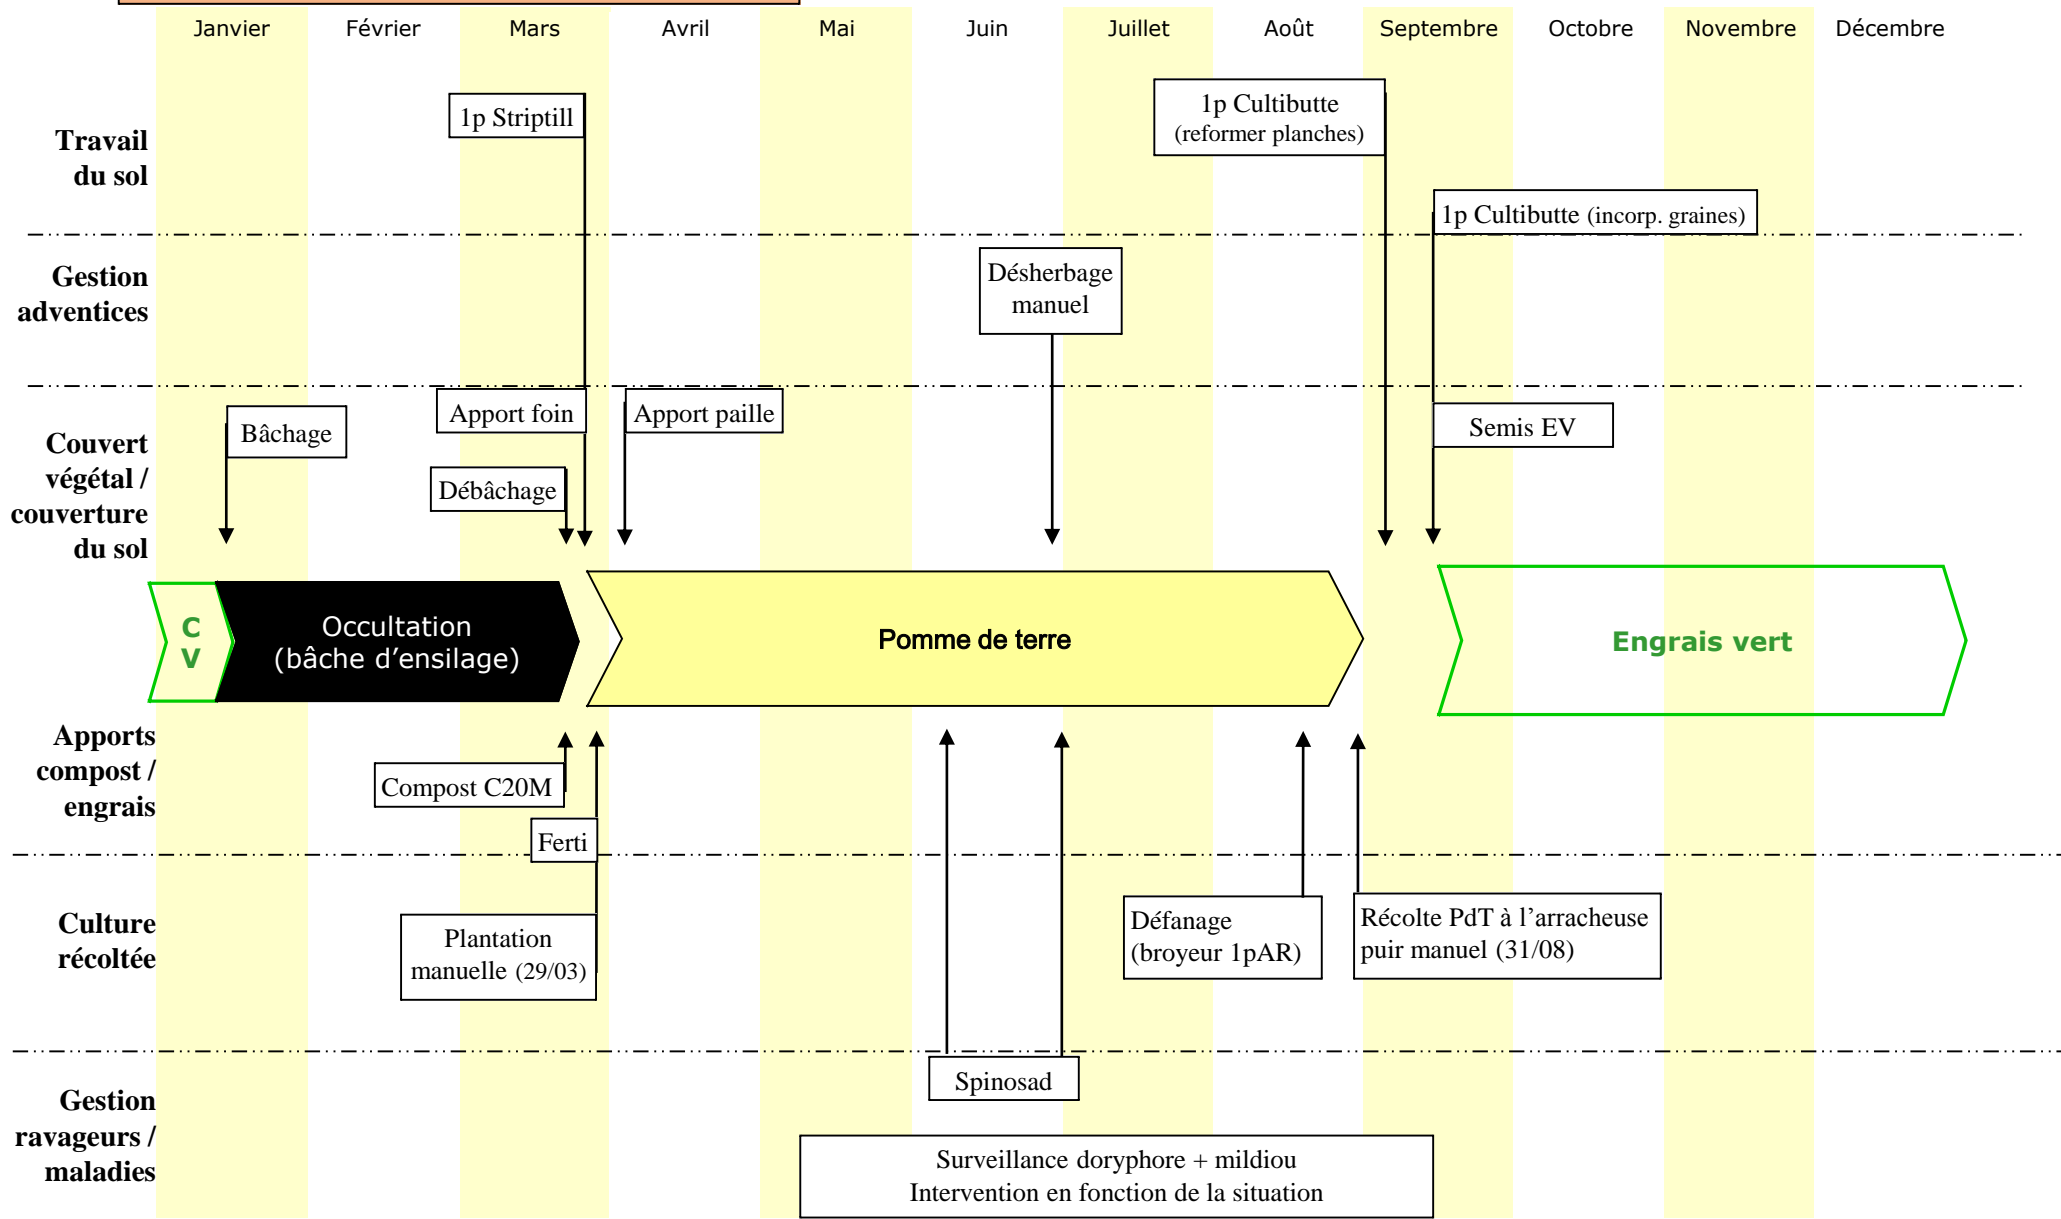 Janvier
Février
Mars
Avril
Mai
Juin
Juillet
Août
Septembre
Octobre
Novembre
Décembre
Travail
du sol
1p Striptill
1p Cultibutte
(reformer planches)
1p Cultibutte (incorp. graines)
Gestion
adventices
Désherbage
manuel
Couvert
végétal /
couverture
du sol
Bâchage
Apport foin
Débâchage
Apport paille
Semis EV
C
V
Occultation
(bâche d’ensilage)
Pomme de terre
Engrais vert
Apports
compost /
engrais
Compost C20M
Ferti
Culture
récoltée
Plantation
manuelle (29/03)
Défanage
(broyeur 1pAR)
Récolte PdT à l’arracheuse
puir manuel (31/08)
Gestion
ravageurs /
maladies
Spinosad
Surveillance doryphore + mildiou
Intervention en fonction de la situation